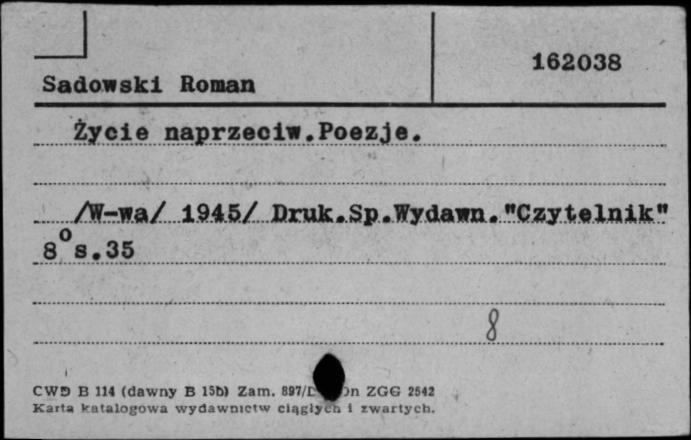 162038
Sadowski Roman
Życie naprzeciw.Poezje.
/W-wa/ 1945/ Druk.Sp.Wydawn."Czytelnik"
8° s.35
8
CWD B 114 (dawny B 15b) Zam. ZGG 2542
Karta katalogowa wydawnictw ciągłych i zwartych.